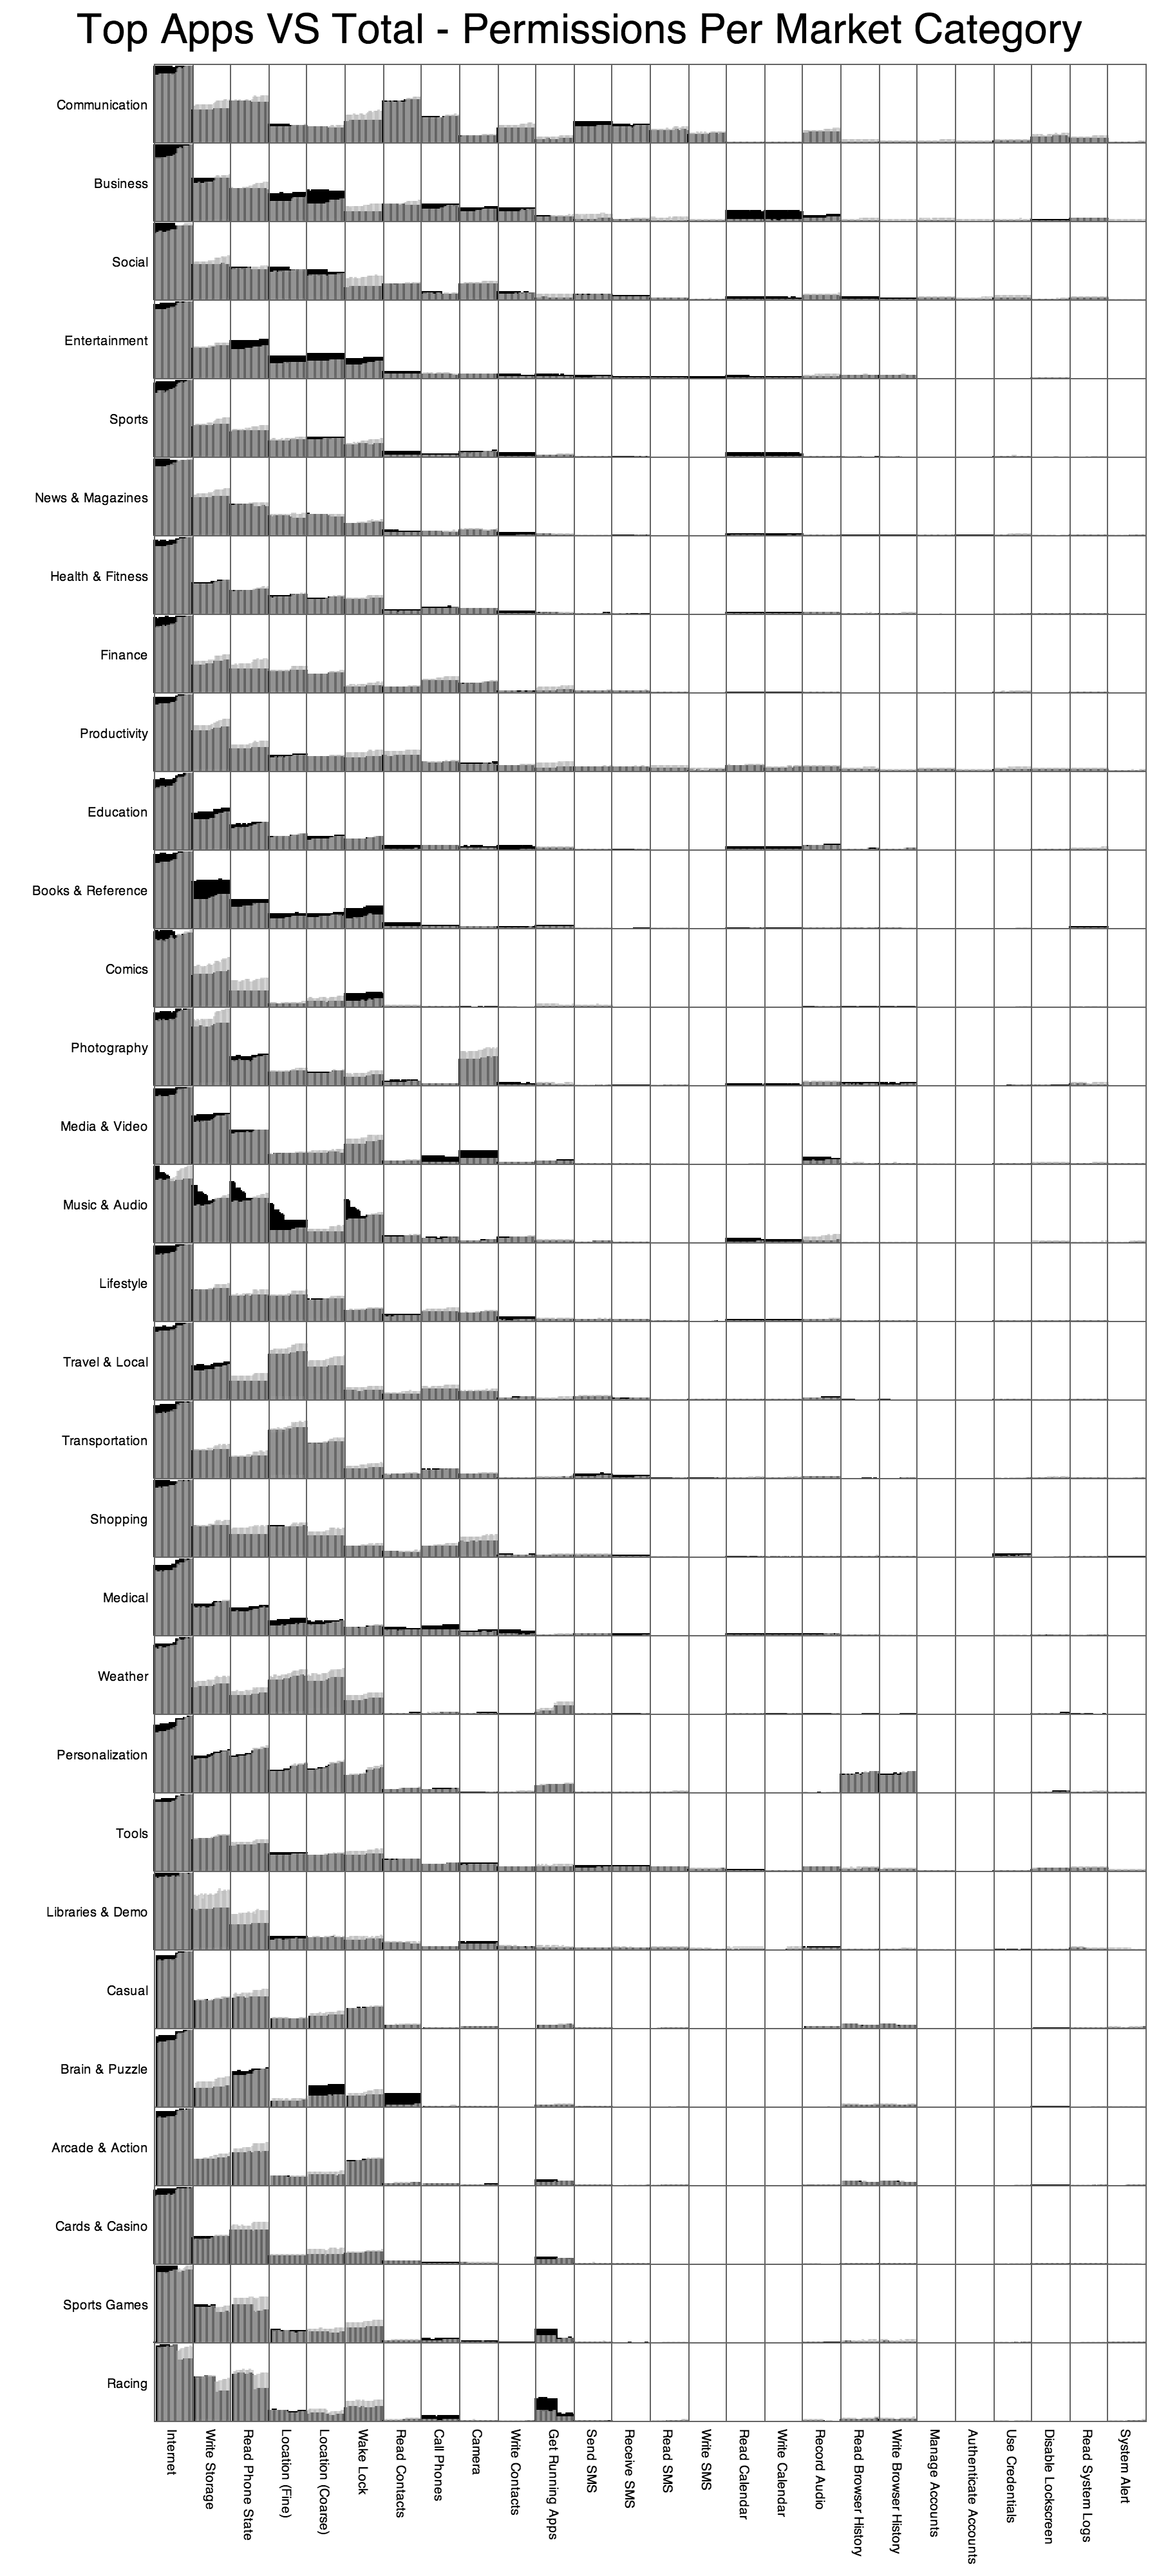 Top Apps VS Total - Permissions Per Market Category
Communication
Business
Social
Entertainment
Sports
News & Magazines
Health & Fitness
Finance
Productivity
Education
Books & Reference
Comics
Photography
Media & Video
Music & Audio
Lifestyle
Travel & Local
Transportation
Shopping
Medical
Weather
Personalization
Tools
Libraries & Demo
Casual
Brain & Puzzle
Arcade & Action
Cards & Casino
Sports Games
Racing
Internet
Write Storage
Read Phone State
Location (Fine)
Location (Coarse)
Wake Lock
Read Contacts
Call Phones
Camera
Write Contacts
Get Running Apps
Send SMS
Receive SMS
Read SMS
Write SMS
Read Calendar
Write Calendar
Record Audio
Read Browser History
Write Browser History
Manage Accounts
Authenticate Accounts
Use Credentials
Disable Lockscreen
Read System Logs
System Alert